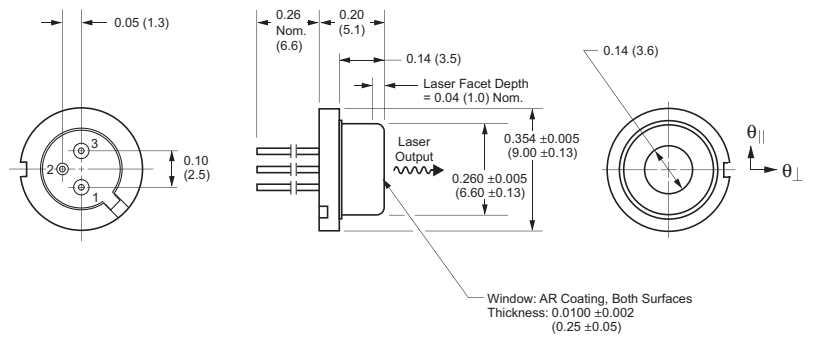 0.05 (1.3)
0.26
Nom.
(6.6)
0.20
(5.1)
0.14 (3.5)
Laser Facet Depth
= 0.04 (1.0) Nom.
0.14 (3.6)
3
2
1
0.10
(2.5)
Laser
Output
0.354 ±0.005
(9.00 ±0.13)
0.260 ±0.005
(6.60 ±0.13)
θ||
θ⊥
Window: AR Coating, Both Surfaces
Thickness: 0.0100 ±0.002
(0.25 ±0.05)